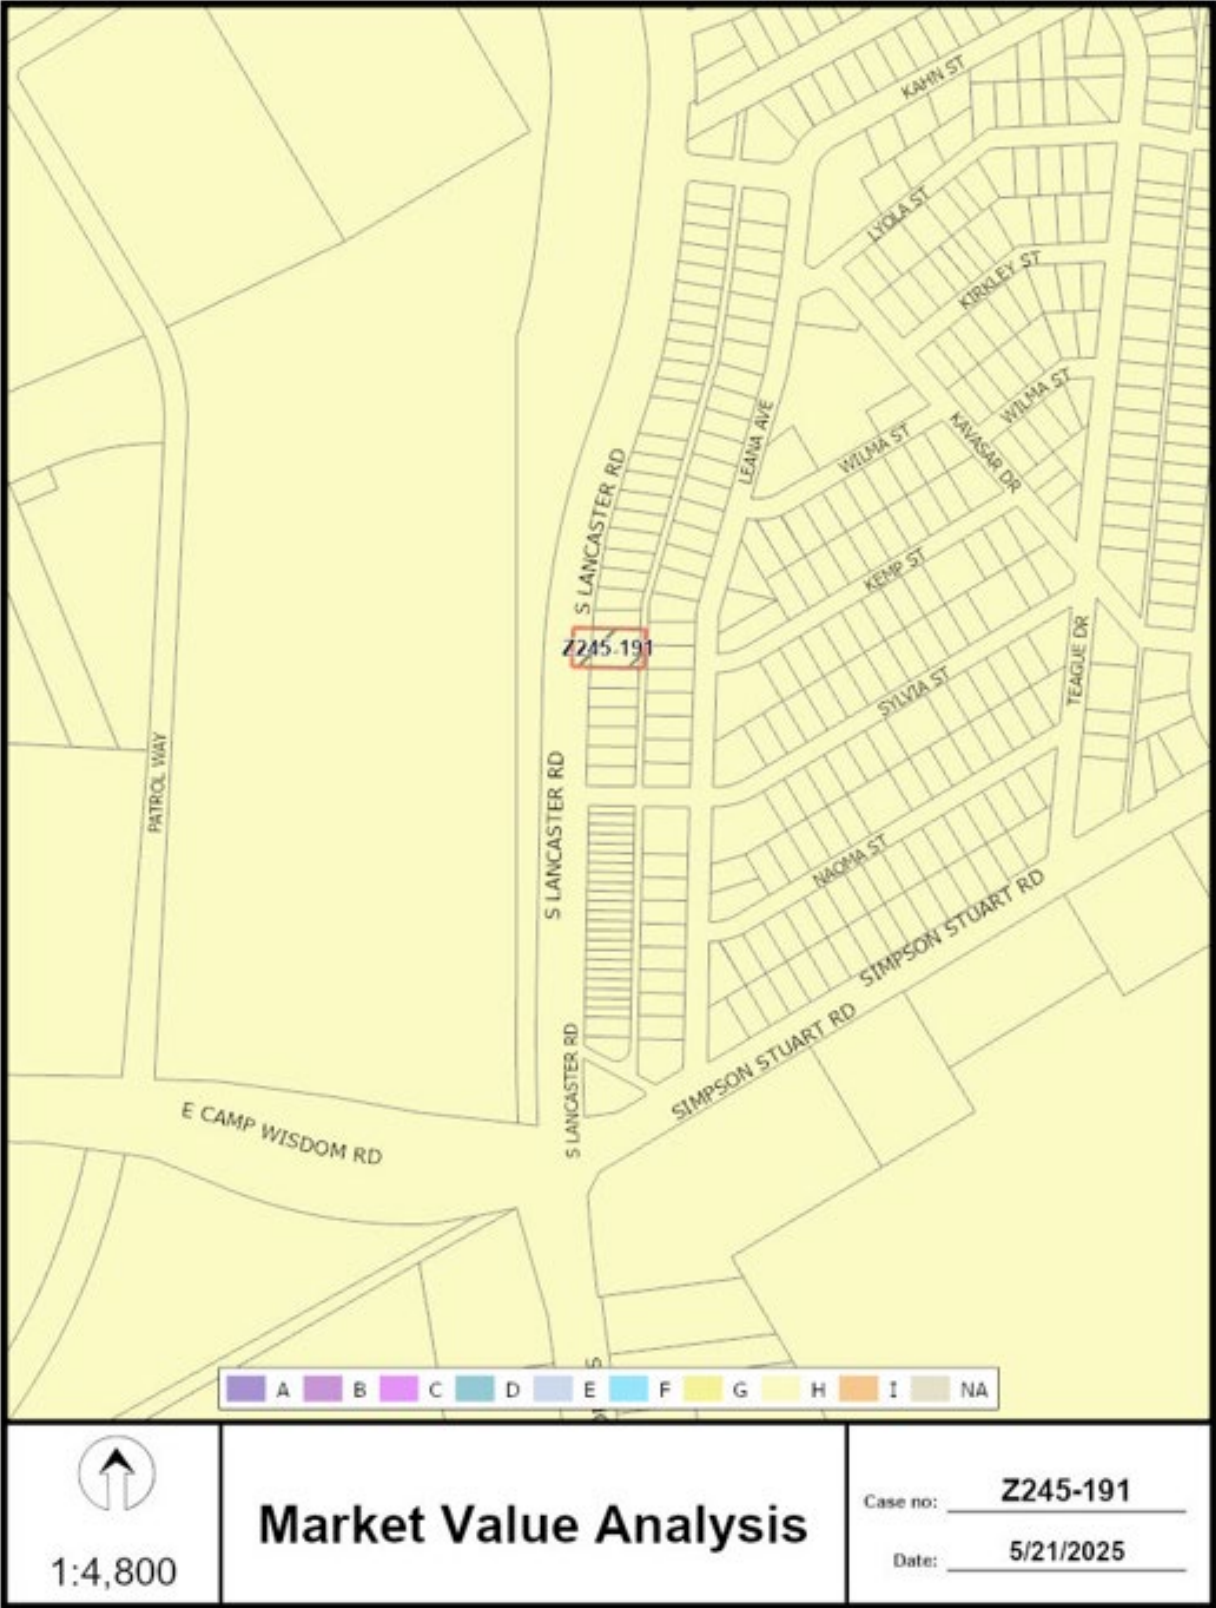 KAHN ST
LYOLA ST
KIRKLEY ST
WILMA ST
LEANA AVE
WILMA ST
KAVASAR DR
S LANCASTER RD
KEMP ST
Z245-191
TEAGUE DR
SYLVIA ST
PATROL WAY
S LANCASTER RD
NAOMA ST
SIMPSON STUART RD
SIMPSON STUART RD
S LANCASTER RD
E CAMP WISDOM RD
A B C D E F G H I NA
1:4,800
Market Value Analysis
Case no: Z245-191
Date: 5/21/2025